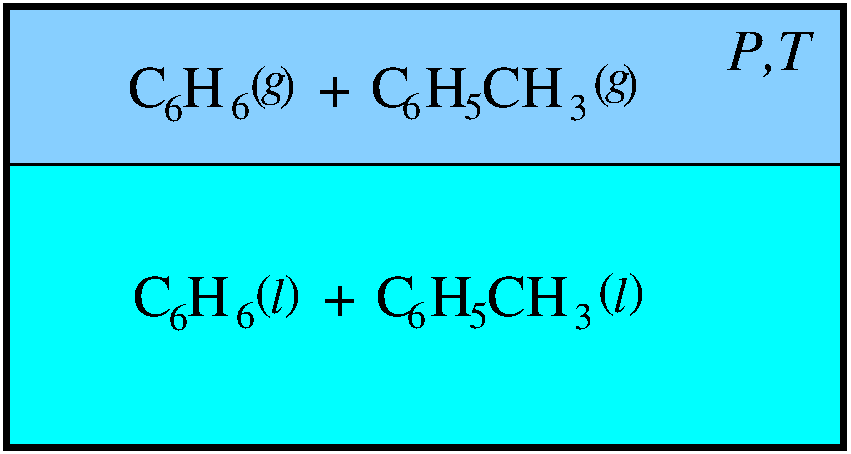 P,T
C₆H₆(g) + C₆H₅CH₃(g)
C₆H₆(l) + C₆H₅CH₃(l)